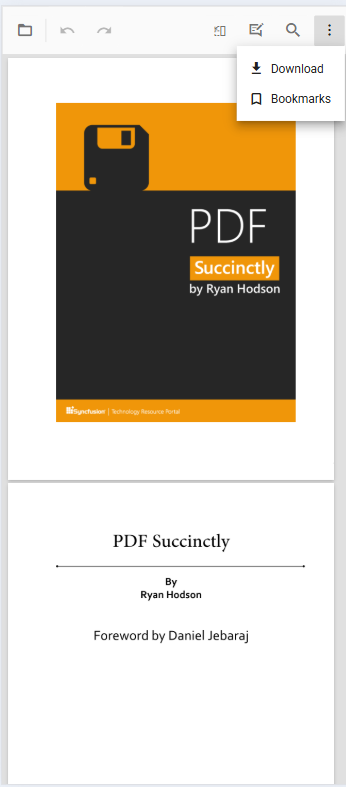 Download
Bookmarks
PDF
Succinctly
by Ryan Hodson
Syncfusion | Technology Resource Portal
PDF Succinctly
By
Ryan Hodson
Foreword by Daniel Jebaraj